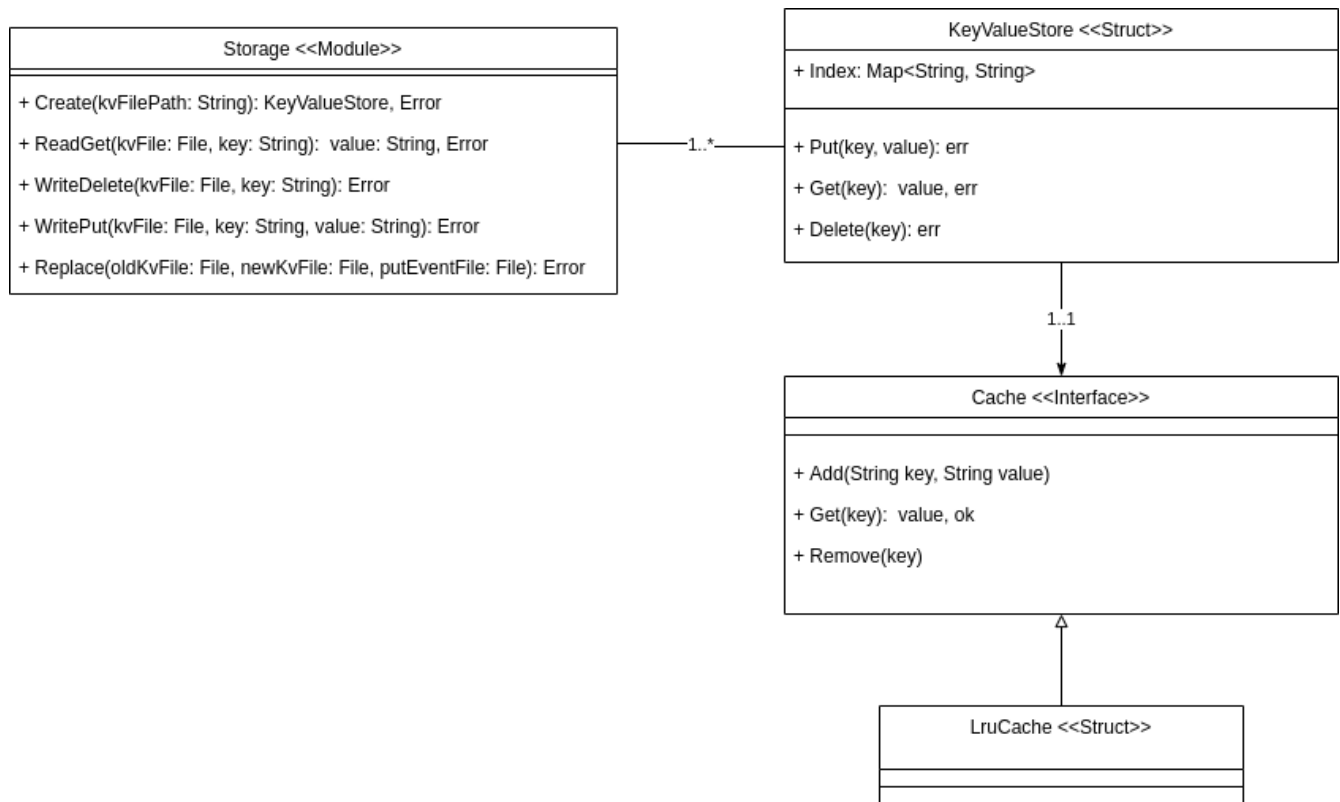 Storage <<Module>>
+ Create(kvFilePath: String): KeyValueStore, Error
+ ReadGet(kvFile: File, key: String):  value: String, Error
+ WriteDelete(kvFile: File, key: String): Error
+ WritePut(kvFile: File, key: String, value: String): Error
+ Replace(oldKvFile: File, newKvFile: File, putEventFile: File): Error
1..*
KeyValueStore <<Struct>>
+ Index: Map<String, String>
+ Put(key, value): err
+ Get(key):  value, err
+ Delete(key): err
1..1
Cache <<Interface>>
+ Add(String key, String value)
+ Get(key):  value, ok
+ Remove(key)
LruCache <<Struct>>